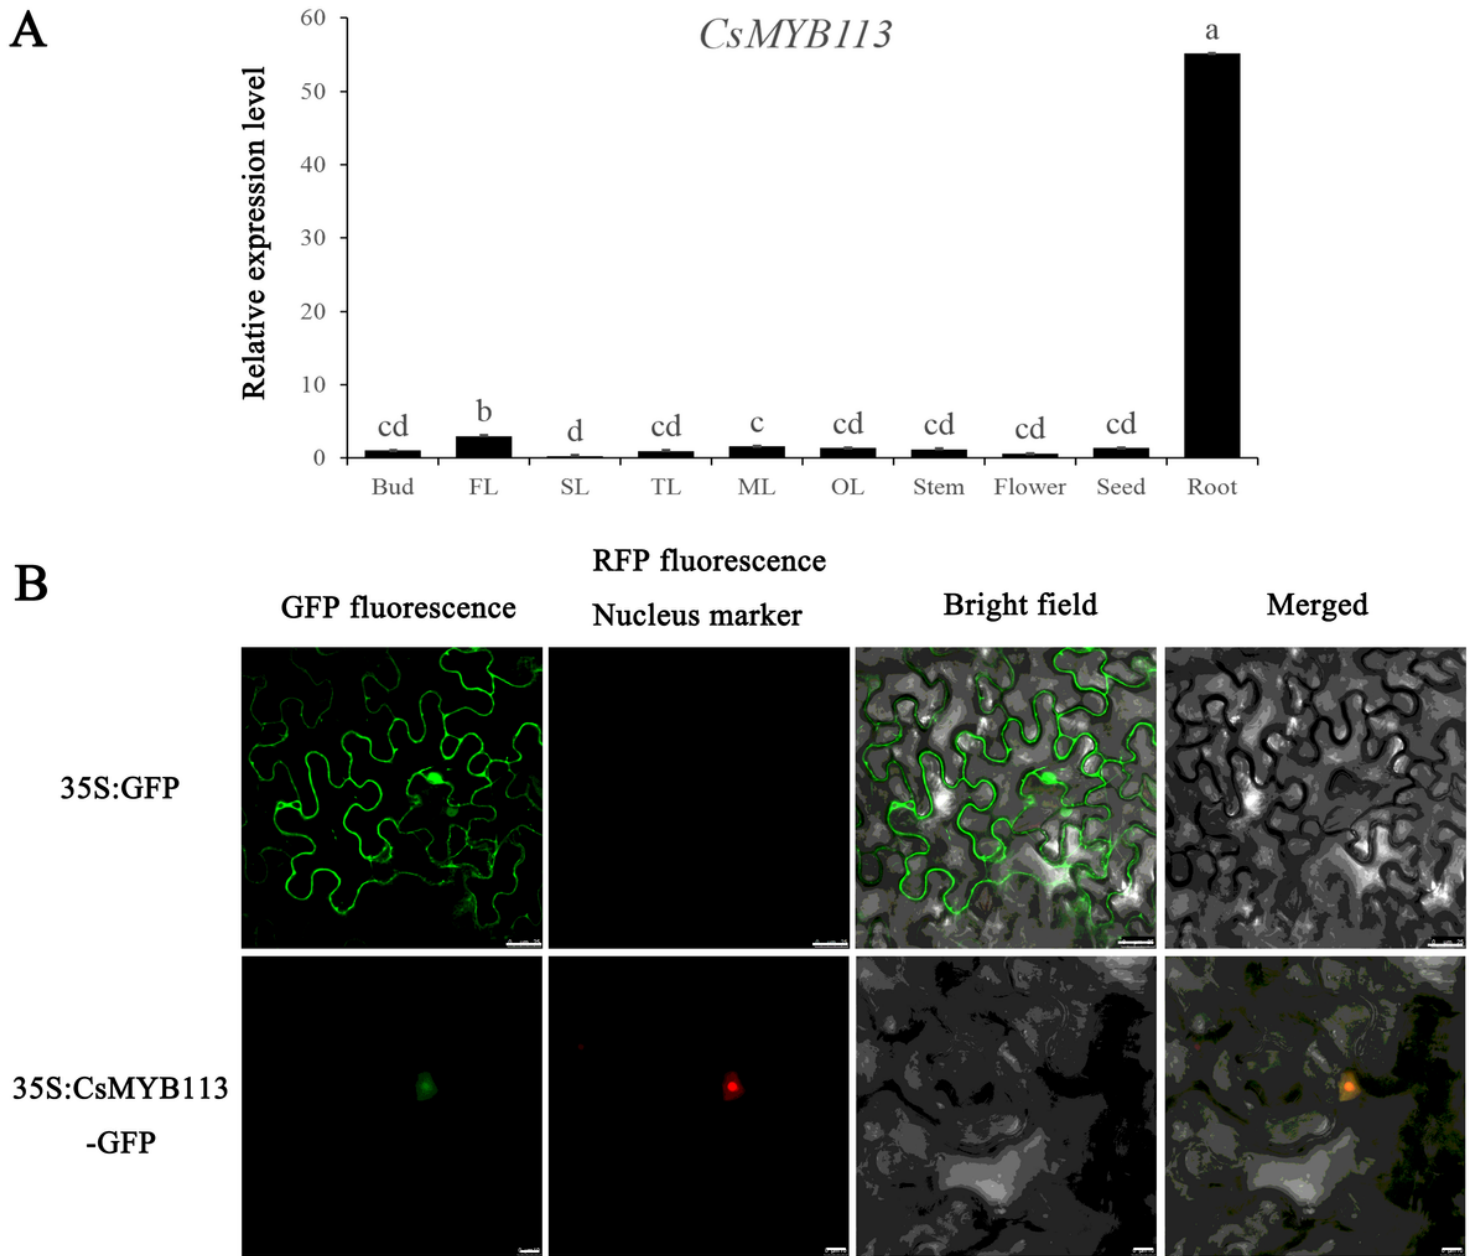 A
CsMYB113
Relative expression level
60
50
40
30
20
10
0
cd
b
d
cd
c
cd
cd
cd
cd
a
Bud FL SL TL ML OL Stem Flower Seed Root
B
GFP fluorescence
RFP fluorescence
Nucleus marker
Bright field
Merged
35S:GFP
35S:CsMYB113
-GFP